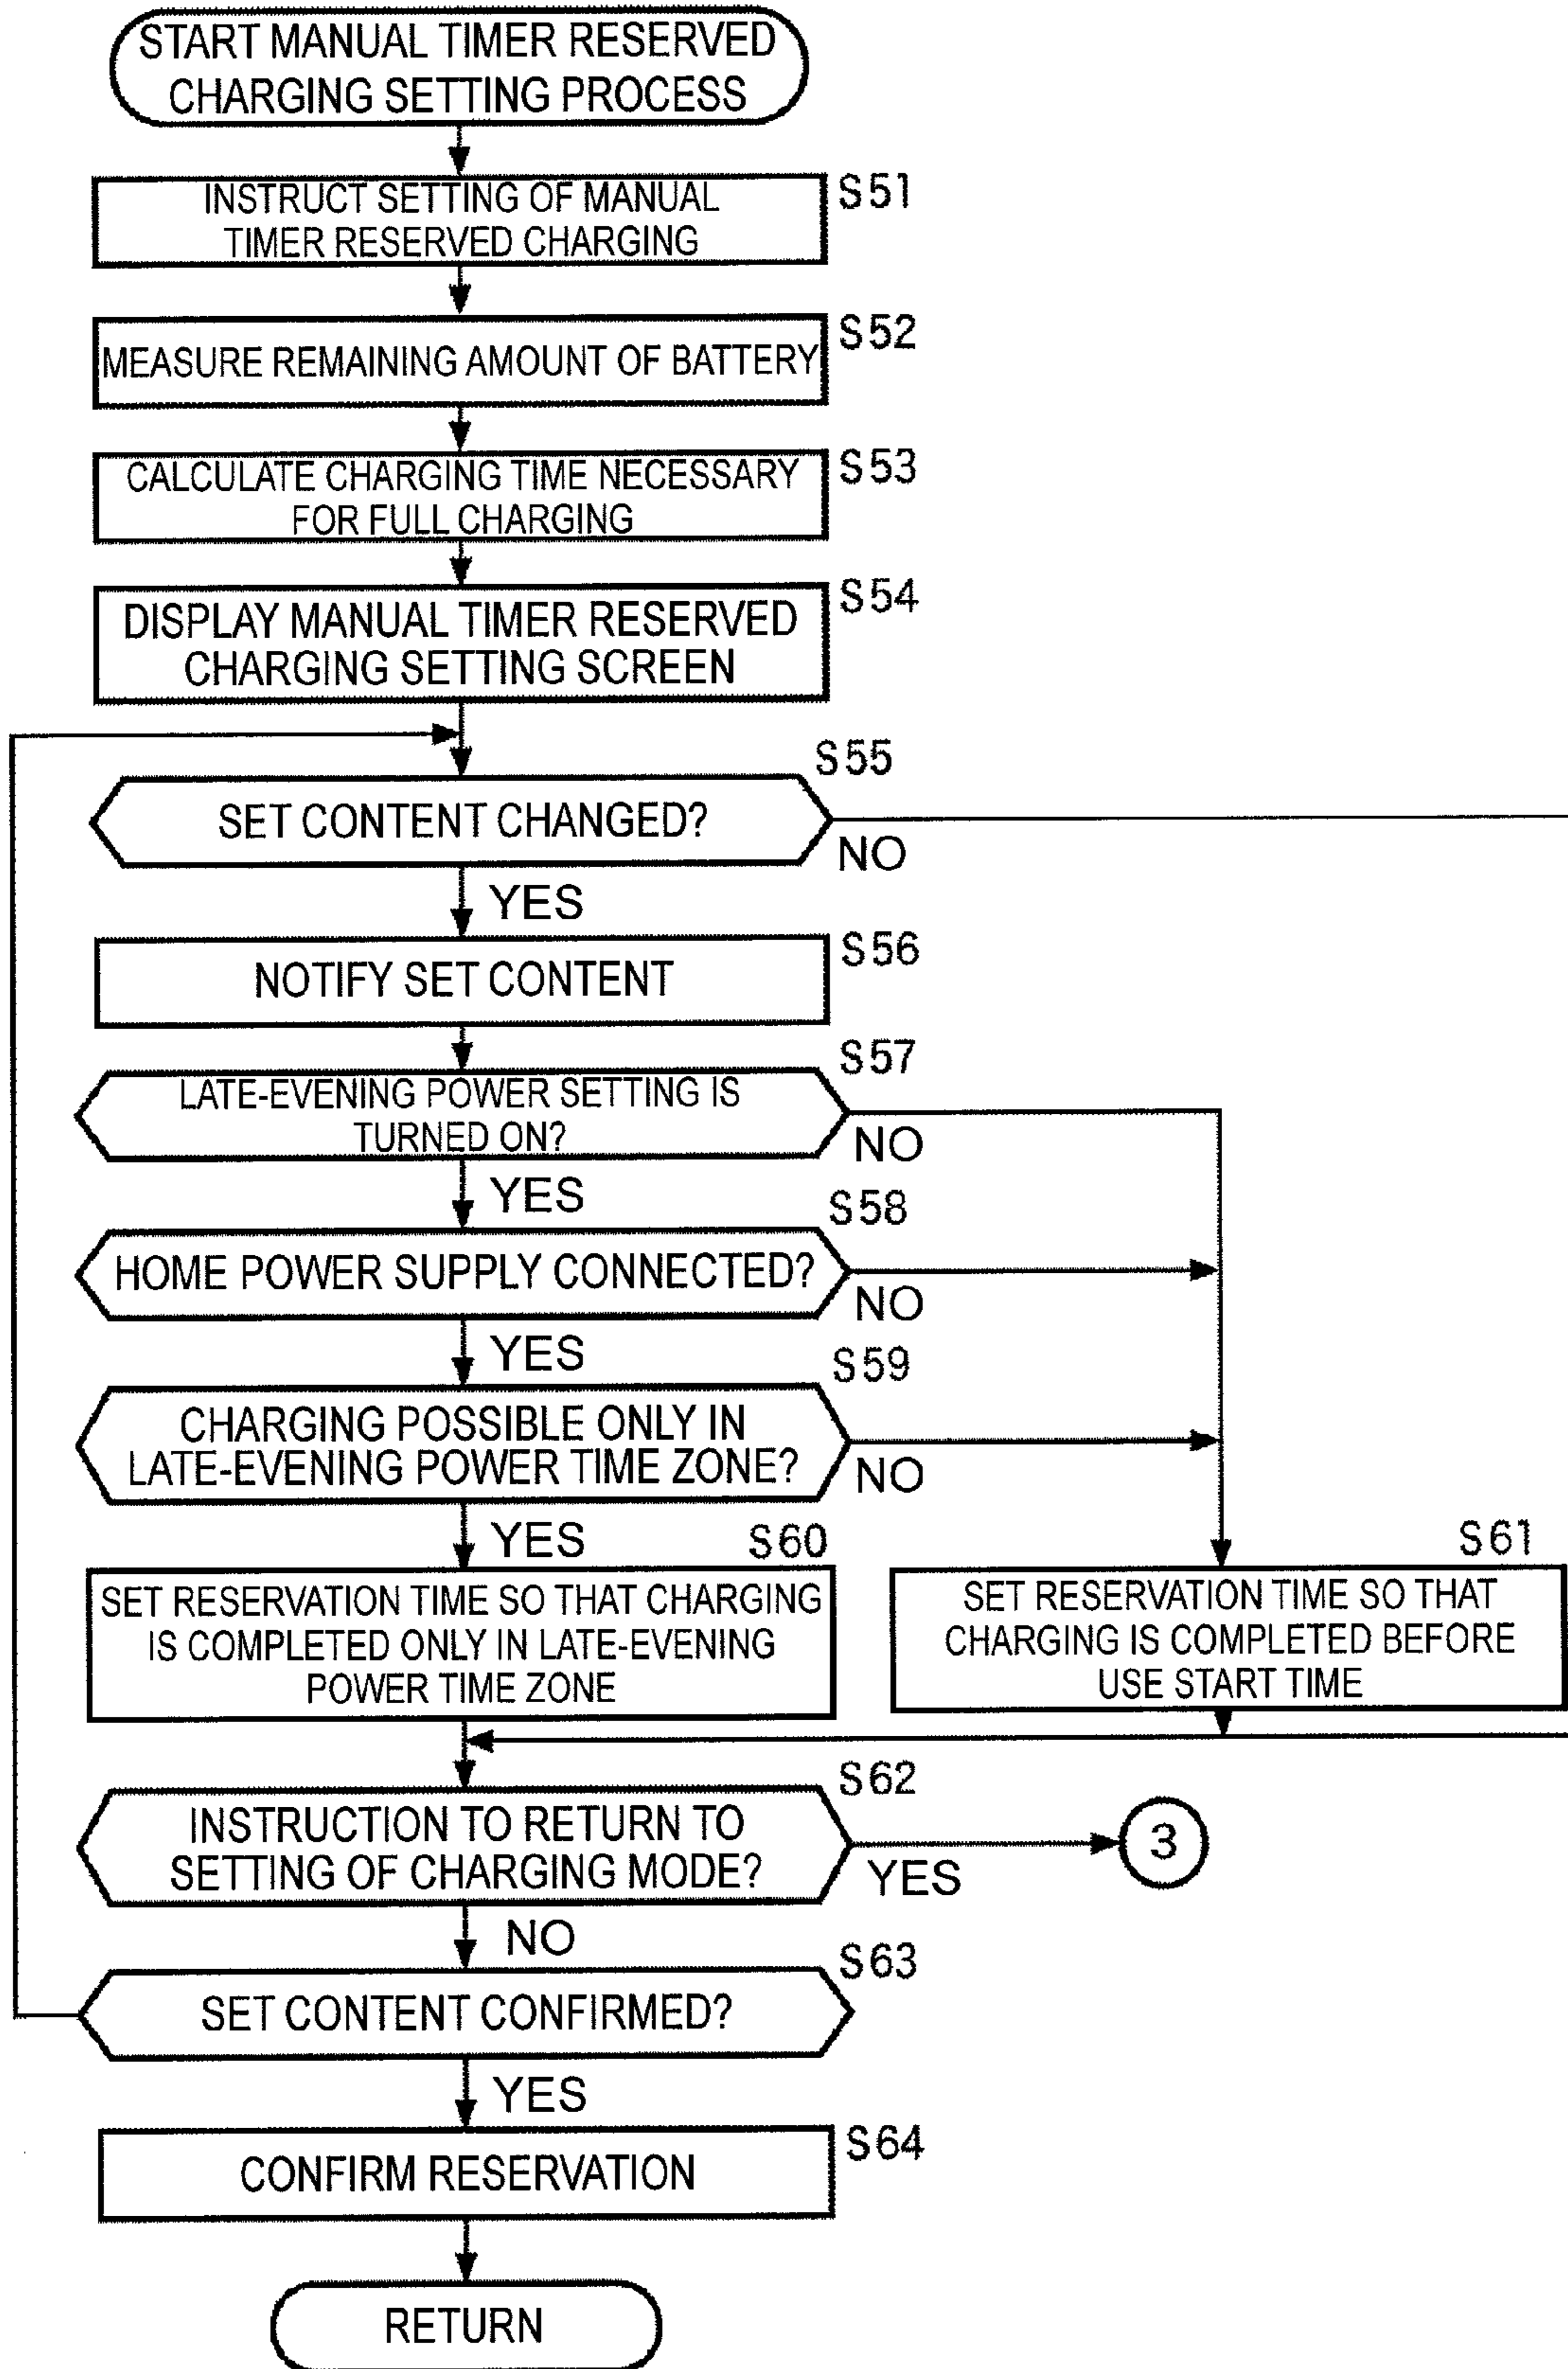 START MANUAL TIMER RESERVED
CHARGING SETTING PROCESS
S51
INSTRUCT SETTING OF MANUAL
TIMER RESERVED CHARGING
S52
MEASURE REMAINING AMOUNT OF BATTERY
S53
CALCULATE CHARGING TIME NECESSARY
FOR FULL CHARGING
S54
DISPLAY MANUAL TIMER RESERVED
CHARGING SETTING SCREEN
S55
SET CONTENT CHANGED?
NO
YES
S56
NOTIFY SET CONTENT
S57
LATE-EVENING POWER SETTING IS
TURNED ON?
NO
YES
S58
HOME POWER SUPPLY CONNECTED?
NO
YES
S59
CHARGING POSSIBLE ONLY IN
LATE-EVENING POWER TIME ZONE?
NO
YES
S60
SET RESERVATION TIME SO THAT CHARGING
IS COMPLETED ONLY IN LATE-EVENING
POWER TIME ZONE
S61
SET RESERVATION TIME SO THAT
CHARGING IS COMPLETED BEFORE
USE START TIME
S62
INSTRUCTION TO RETURN TO
SETTING OF CHARGING MODE?
YES
3
NO
S63
SET CONTENT CONFIRMED?
YES
S64
CONFIRM RESERVATION
RETURN